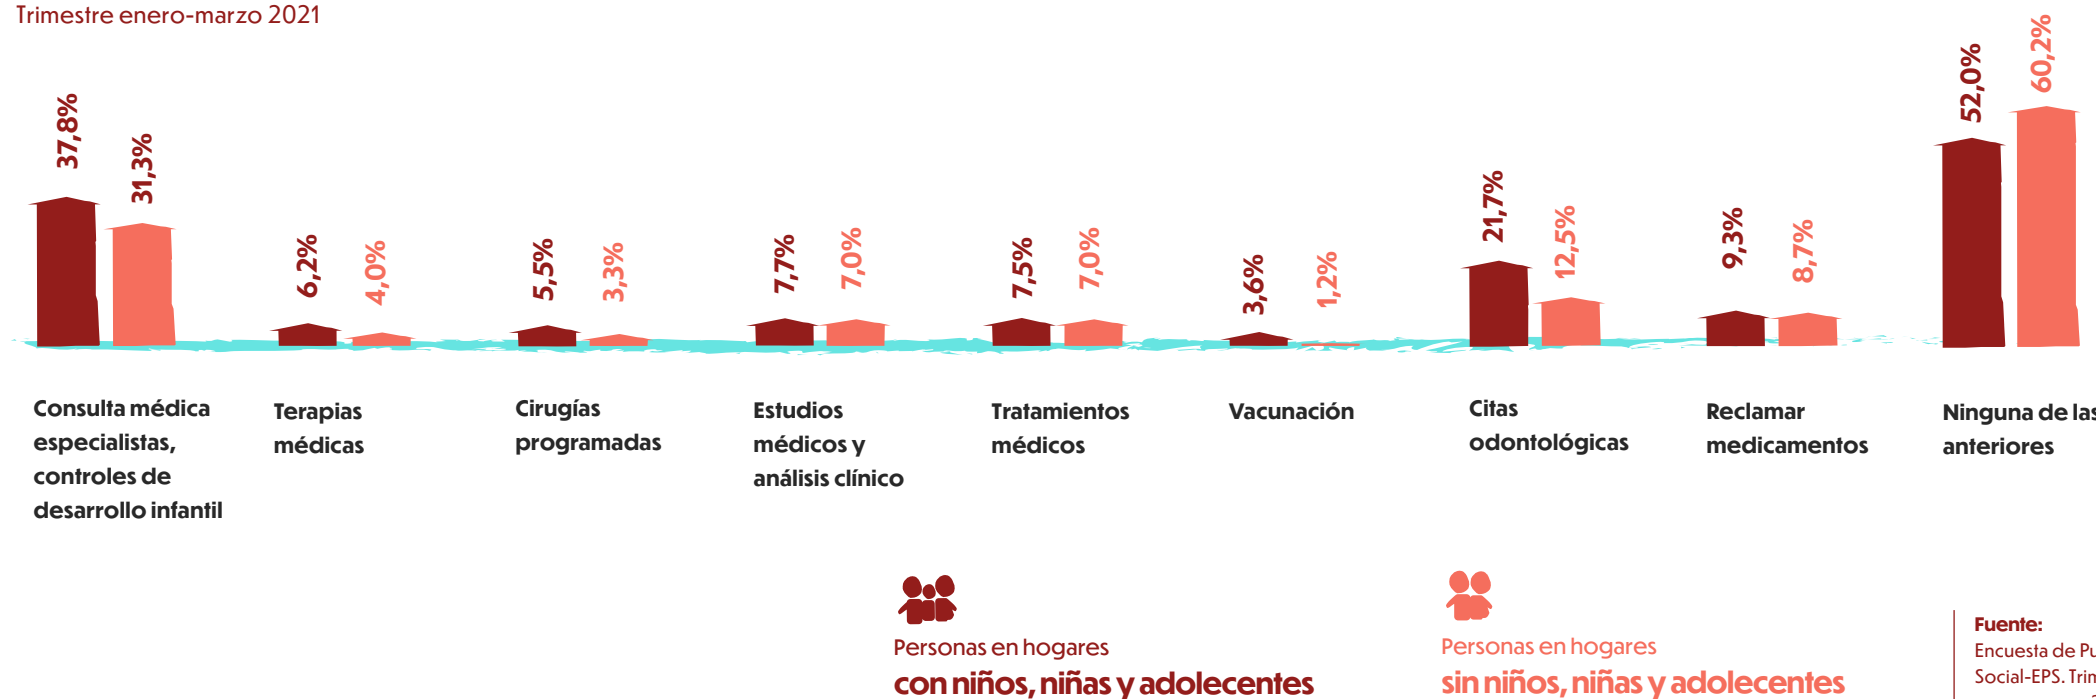 Trimestre enero-marzo 2021
37,8%
31,3%
6,2%
4,0%
5,5%
3,3%
7,7%
7,0%
7,5%
7,0%
3,6%
1,2%
21,7%
12,5%
9,3%
8,7%
52,0%
60,2%
Consulta médica
especialistas,
controles de
desarrollo infantil
Terapias
médicas
Cirugías
programadas
Estudios
médicos y
análisis clínico
Tratamientos
médicos
Vacunación
Citas
odontológicas
Reclamar
medicamentos
Ninguna de las
anteriores
Personas en hogares
con niños, niñas y adolecentes
Personas en hogares
sin niños, niñas y adolecentes
Fuente:
Encuesta de Pu
Social-EPS. Trim